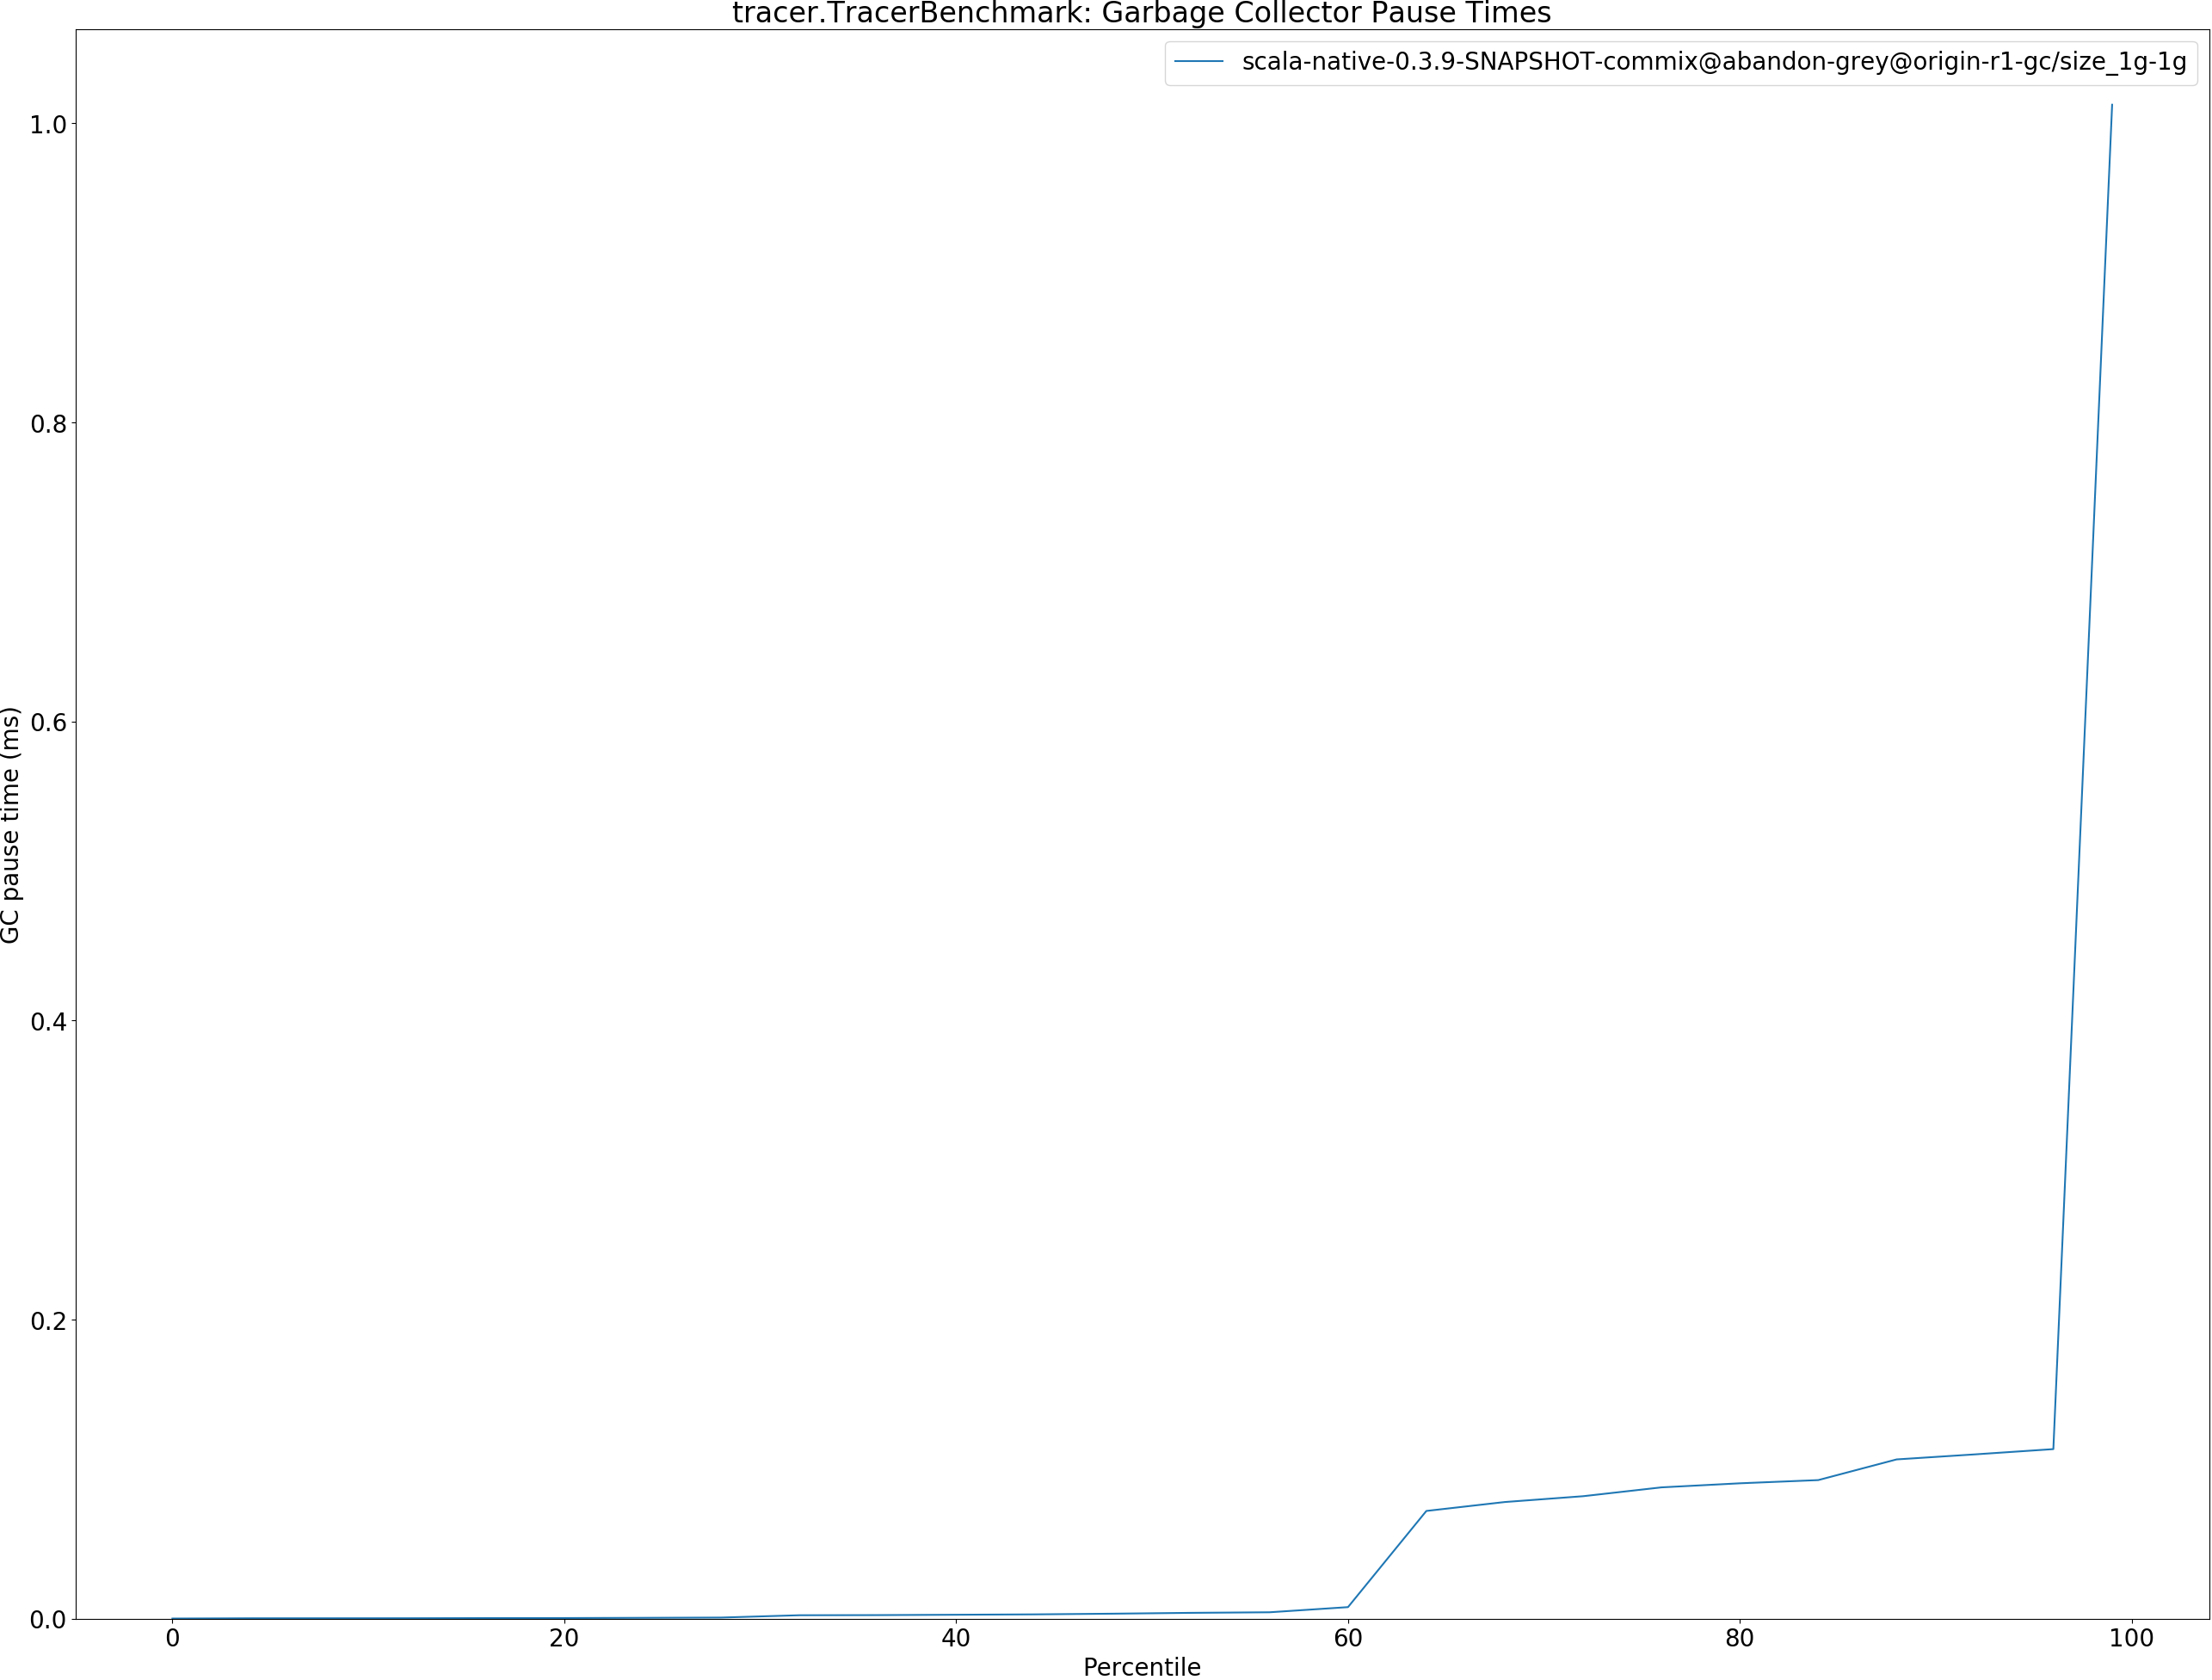 tracer.TracerBenchmark: Garbage Collector Pause Times
scala-native-0.3.9-SNAPSHOT-commix@abandon-grey@origin-r1-gc/size_1g-1g
GC pause time (ms)
1.0
0.8
0.6
0.4
0.2
0.0
0 20 40 60 80 100
Percentile